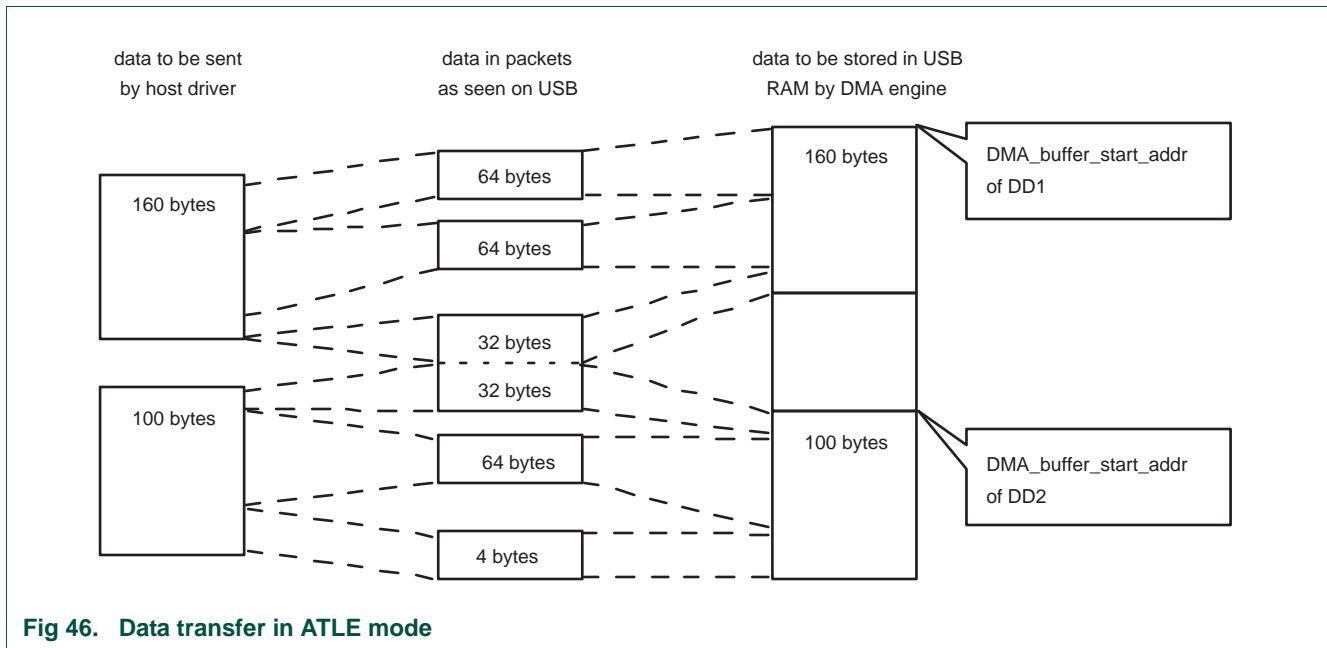 data to be sent
by host driver
data in packets
as seen on USB
data to be stored in USB
RAM by DMA engine
160 bytes
100 bytes
64 bytes
64 bytes
32 bytes
32 bytes
64 bytes
4 bytes
160 bytes
100 bytes
DMA_buffer_start_addr
of DD1
DMA_buffer_start_addr
of DD2
Fig 46. Data transfer in ATLE mode